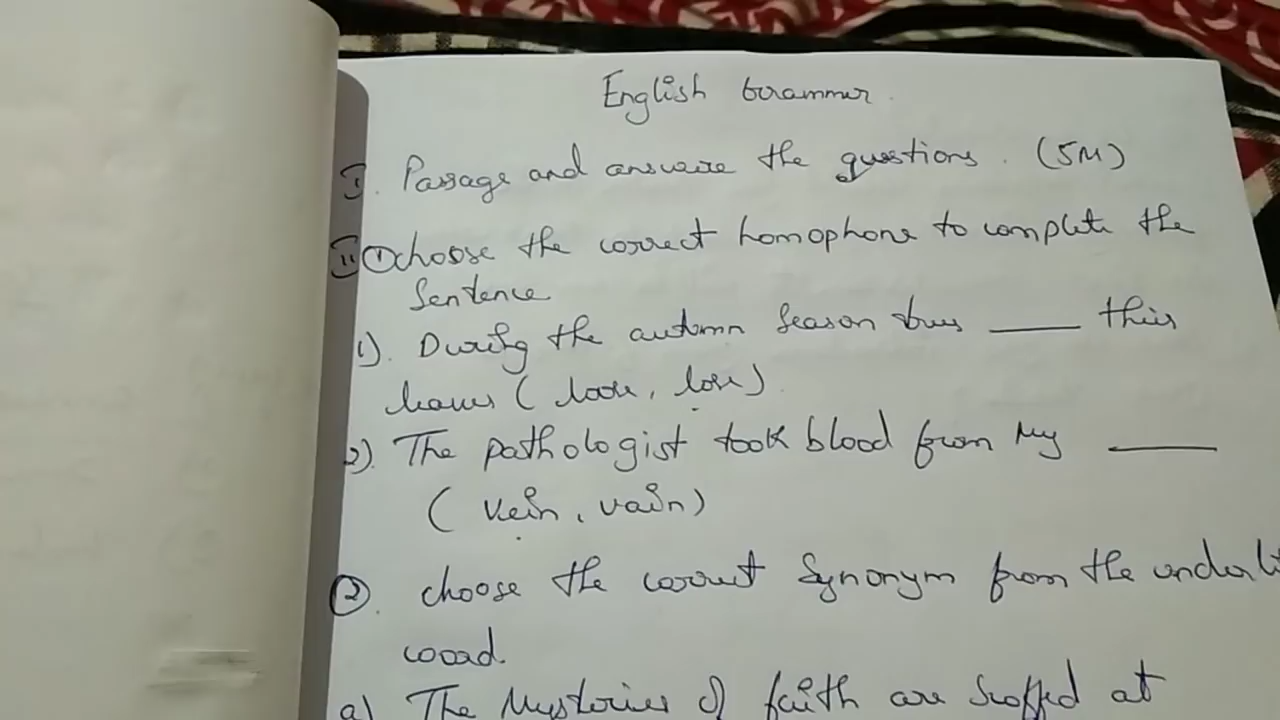 English Grammer.
I. Passage and answere the questions. (5M)
II ① choose the correct homophone to complete the
Sentence
1). During the autumn season trees ____ their
leaves ( loose, lose)
2). The pathologist took blood from my ____
( vein, vain)
②. choose the correct Synonym from the underli
word.
a) The Mysteries of faith are scoffed at